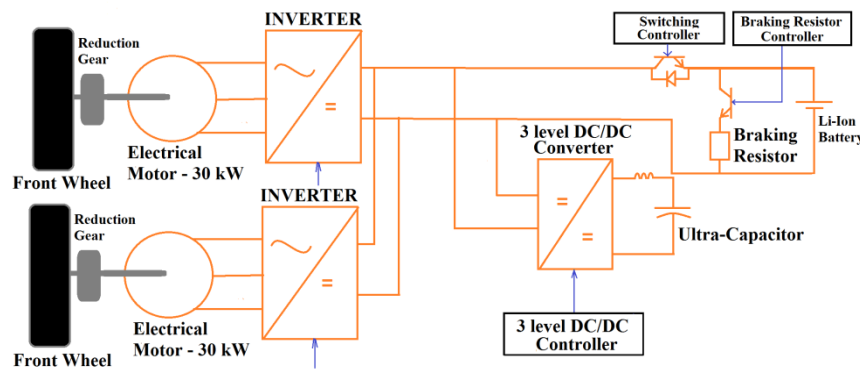 INVERTER
Switching
Controller
Braking Resistor
Controller
Reduction
Gear
=
Li-Ion
Battery
3 level DC/DC
Converter
Braking
Resistor
Electrical
Motor - 30 kW
Front Wheel
INVERTER
=
=
=
Reduction
Gear
Ultra-Capacitor
Electrical
Motor - 30 kW
3 level DC/DC
Controller
Front Wheel